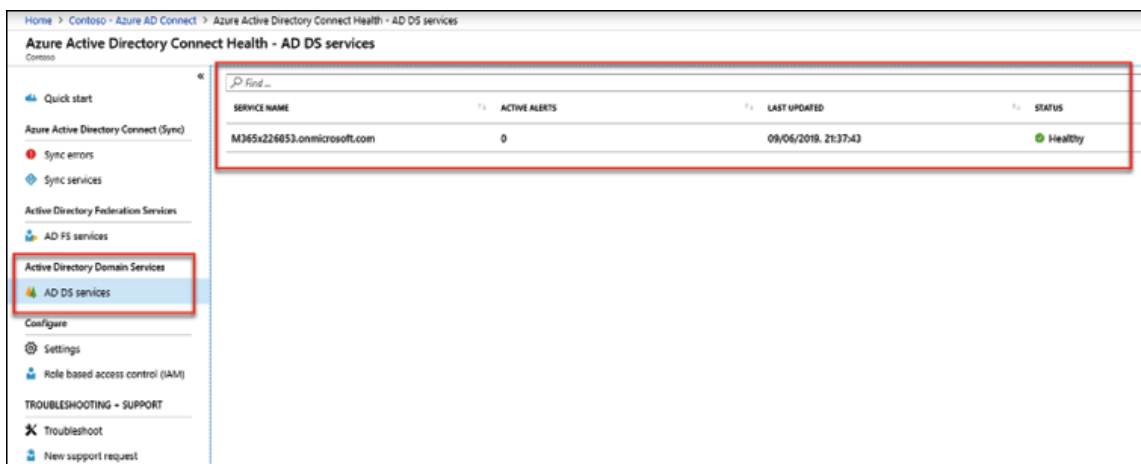 Home > Contoso - Azure AD Connect > Azure Active Directory Connect Health - AD DS services
Azure Active Directory Connect Health - AD DS services
Contoso
«
Quick start
Azure Active Directory Connect (Sync)
Sync errors
Sync services
Active Directory Federation Services
AD FS services
Active Directory Domain Services
AD DS services
Configure
Settings
Role based access control (IAM)
TROUBLESHOOTING + SUPPORT
Troubleshoot
New support request
Find...
SERVICE NAME ↑↓ ACTIVE ALERTS ↑↓ LAST UPDATED ↑↓ STATUS
M365x226853.onmicrosoft.com 0 09/06/2019, 21:37:43 Healthy